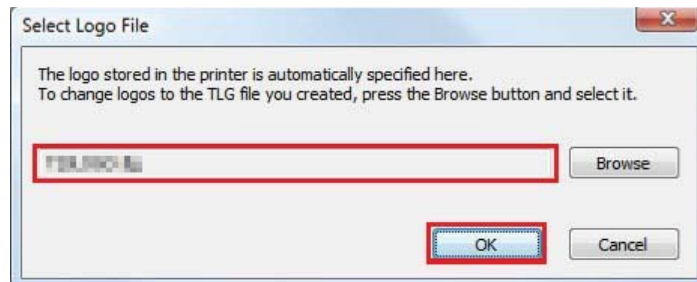 Select Logo File
The logo stored in the printer is automatically specified here.
To change logos to the TLG file you created, press the Browse button and select it.
Browse
OK
Cancel